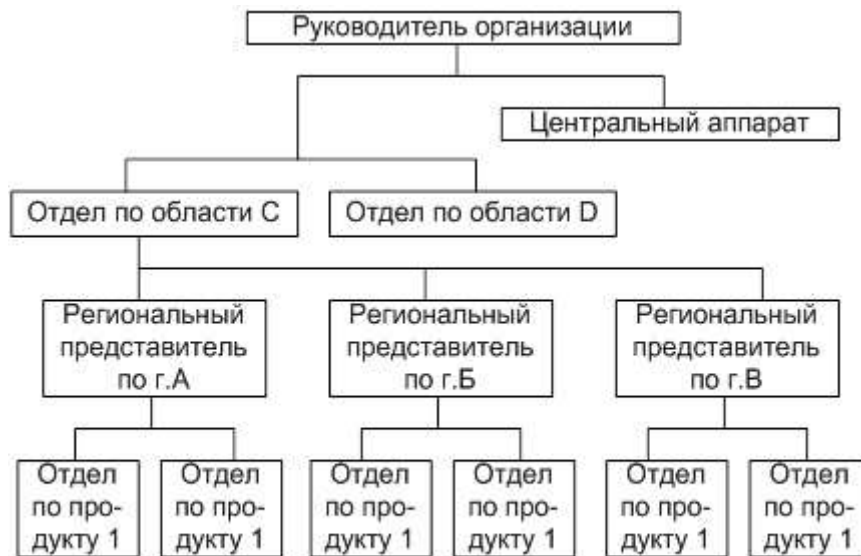 Руководитель организации
Центральный аппарат
Отдел по области С
Отдел по области D
Региональный
представитель
по г.А
Региональный
представитель
по г.Б
Региональный
представитель
по г.В
Отдел
по про-
дукту 1
Отдел
по про-
дукту 1
Отдел
по про-
дукту 1
Отдел
по про-
дукту 1
Отдел
по про-
дукту 1
Отдел
по про-
дукту 1